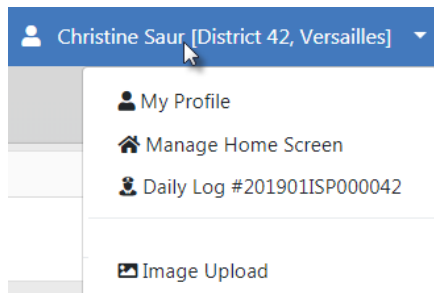 Christine Saur [District 42, Versailles]
My Profile
Manage Home Screen
Daily Log #201901ISP000042
Image Upload